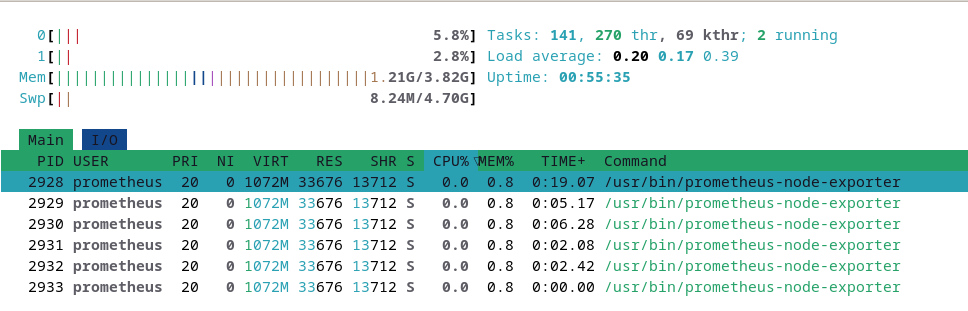 0[||| 5.8%] Tasks: 141, 270 thr, 69 kthr; 2 running
1[|| 2.8%] Load average: 0.20 0.17 0.39
Mem[|||||||||||||||||||||||||||||||||||1.21G/3.82G] Uptime: 00:55:35
Swp[|| 8.24M/4.70G]
Main I/O
PID USER PRI NI VIRT RES SHR S CPU%▽MEM% TIME+ Command
2928 prometheus 20 0 1072M 33676 13712 S 0.0 0.8 0:19.07 /usr/bin/prometheus-node-exporter
2929 prometheus 20 0 1072M 33676 13712 S 0.0 0.8 0:05.17 /usr/bin/prometheus-node-exporter
2930 prometheus 20 0 1072M 33676 13712 S 0.0 0.8 0:06.28 /usr/bin/prometheus-node-exporter
2931 prometheus 20 0 1072M 33676 13712 S 0.0 0.8 0:02.08 /usr/bin/prometheus-node-exporter
2932 prometheus 20 0 1072M 33676 13712 S 0.0 0.8 0:02.42 /usr/bin/prometheus-node-exporter
2933 prometheus 20 0 1072M 33676 13712 S 0.0 0.8 0:00.00 /usr/bin/prometheus-node-exporter